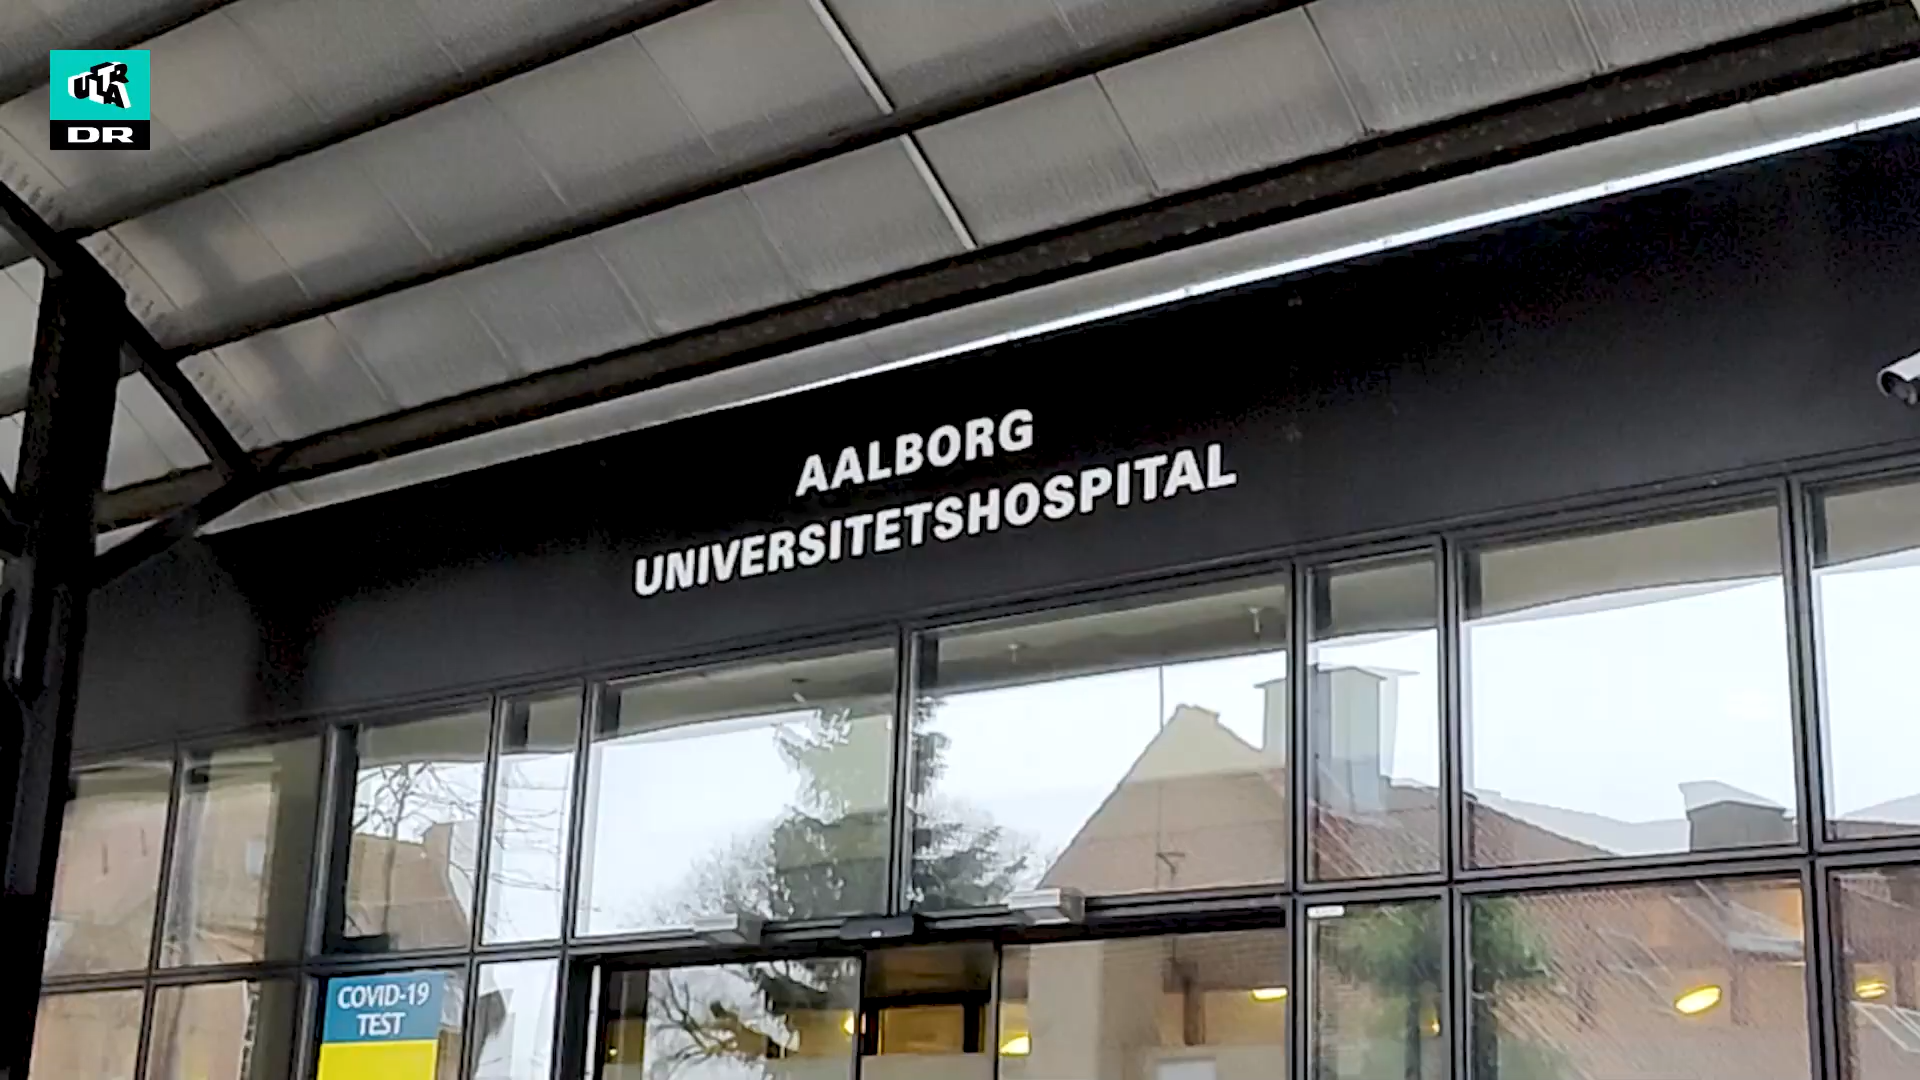 ULTRA
DR
AALBORG
UNIVERSITETSHOSPITAL
COVID-19
TEST